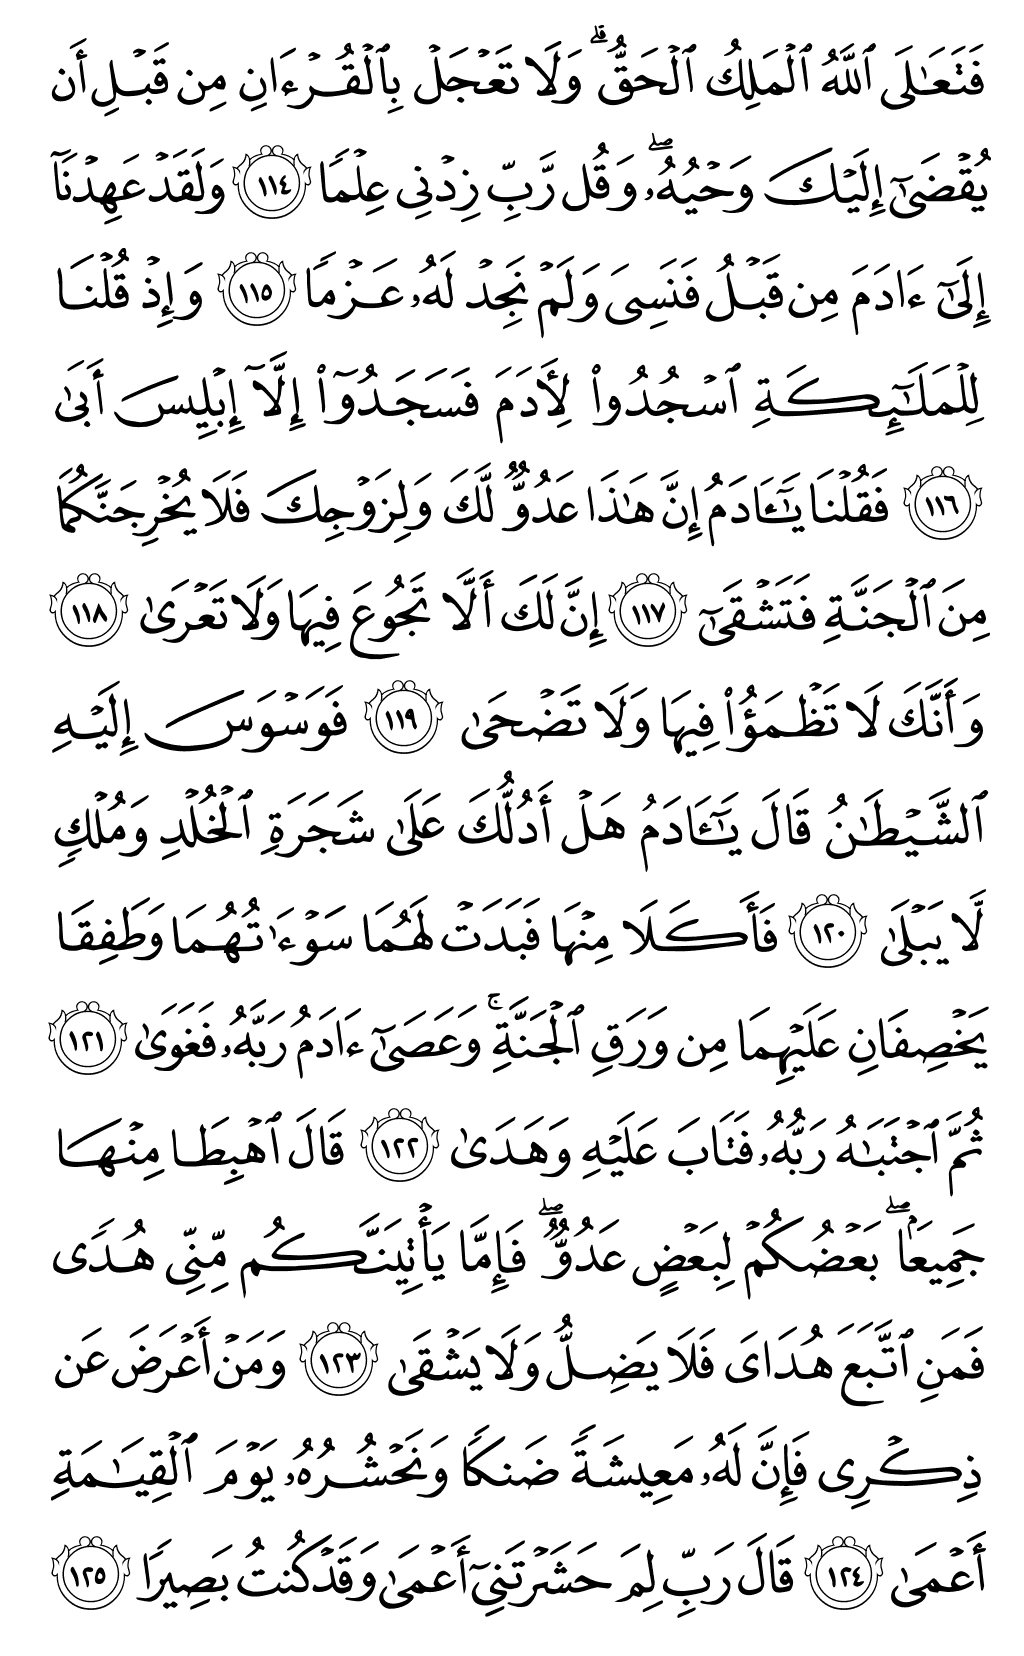 فَتَعَـٰلَى ٱللَّهُ ٱلْمَلِكُ ٱلْحَقُّ ۗ وَلَا تَعْجَلْ بِٱلْقُرْءَانِ مِن قَبْلِ أَن
يُقْضَىٰٓ إِلَيْكَ وَحْيُهُۥ ۖ وَقُل رَّبِّ زِدْنِى عِلْمًا ١١٤ وَلَقَدْ عَهِدْنَآ
إِلَىٰٓ ءَادَمَ مِن قَبْلُ فَنَسِىَ وَلَمْ نَجِدْ لَهُۥ عَزْمًا ١١٥ وَإِذْ قُلْنَا
لِلْمَلَـٰٓئِكَةِ ٱسْجُدُوا۟ لِـَٔادَمَ فَسَجَدُوٓا۟ إِلَّآ إِبْلِيسَ أَبَىٰ
١١٦ فَقُلْنَا يَـٰٓـَٔادَمُ إِنَّ هَـٰذَا عَدُوٌّ لَّكَ وَلِزَوْجِكَ فَلَا يُخْرِجَنَّكُمَا
مِنَ ٱلْجَنَّةِ فَتَشْقَىٰٓ ١١٧ إِنَّ لَكَ أَلَّا تَجُوعَ فِيهَا وَلَا تَعْرَىٰ ١١٨
وَأَنَّكَ لَا تَظْمَؤُا۟ فِيهَا وَلَا تَضْحَىٰ ١١٩ فَوَسْوَسَ إِلَيْهِ
ٱلشَّيْطَـٰنُ قَالَ يَـٰٓـَٔادَمُ هَلْ أَدُلُّكَ عَلَىٰ شَجَرَةِ ٱلْخُلْدِ وَمُلْكٍ
لَّا يَبْلَىٰ ١٢٠ فَأَكَلَا مِنْهَا فَبَدَتْ لَهُمَا سَوْءَٰتُهُمَا وَطَفِقَا
يَخْصِفَانِ عَلَيْهِمَا مِن وَرَقِ ٱلْجَنَّةِ ۚ وَعَصَىٰٓ ءَادَمُ رَبَّهُۥ فَغَوَىٰ ١٢١
ثُمَّ ٱجْتَبَـٰهُ رَبُّهُۥ فَتَابَ عَلَيْهِ وَهَدَىٰ ١٢٢ قَالَ ٱهْبِطَا مِنْهَا
جَمِيعًۢا ۖ بَعْضُكُمْ لِبَعْضٍ عَدُوٌّ ۖ فَإِمَّا يَأْتِيَنَّكُم مِّنِّى هُدًى
فَمَنِ ٱتَّبَعَ هُدَاىَ فَلَا يَضِلُّ وَلَا يَشْقَىٰ ١٢٣ وَمَنْ أَعْرَضَ عَن
ذِكْرِى فَإِنَّ لَهُۥ مَعِيشَةً ضَنكًا وَنَحْشُرُهُۥ يَوْمَ ٱلْقِيَـٰمَةِ
أَعْمَىٰ ١٢٤ قَالَ رَبِّ لِمَ حَشَرْتَنِىٓ أَعْمَىٰ وَقَدْ كُنتُ بَصِيرًا ١٢٥